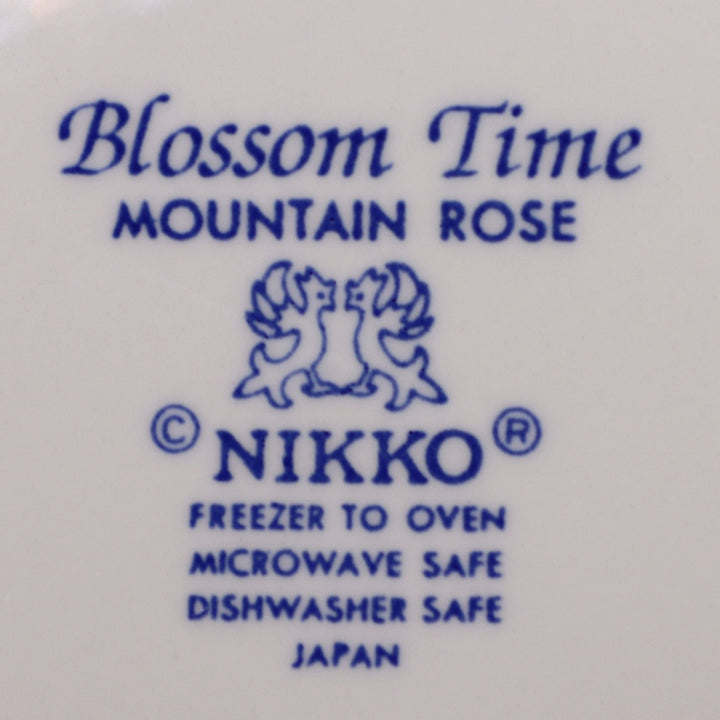 Blossom Time
MOUNTAIN ROSE
© NIKKO ®
FREEZER TO OVEN
MICROWAVE SAFE
DISHWASHER SAFE
JAPAN